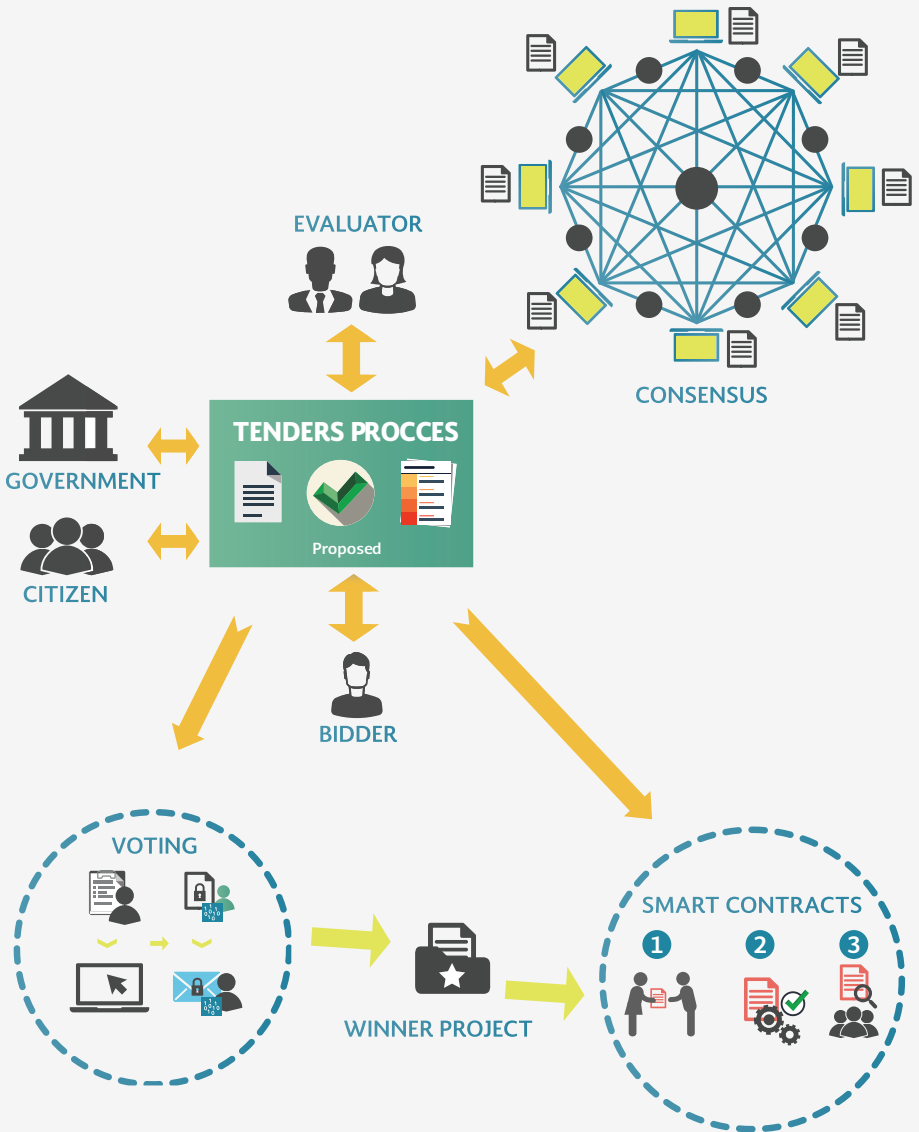 EVALUATOR
CONSENSUS
GOVERNMENT
TENDERS PROCCES
Proposed
CITIZEN
BIDDER
VOTING
SMART CONTRACTS
1 2 3
WINNER PROJECT